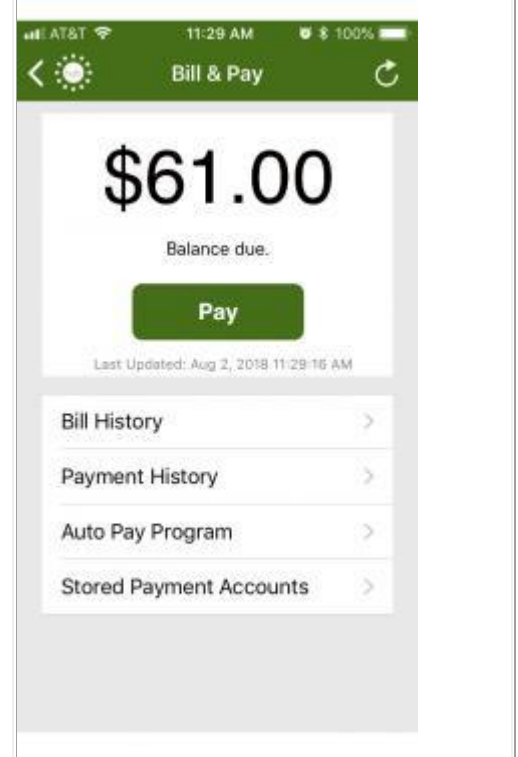 AT&T 11:29 AM 100%
Bill & Pay
$61.00
Balance due.
Pay
Last Updated: Aug 2, 2018 11:29:16 AM
Bill History
Payment History
Auto Pay Program
Stored Payment Accounts